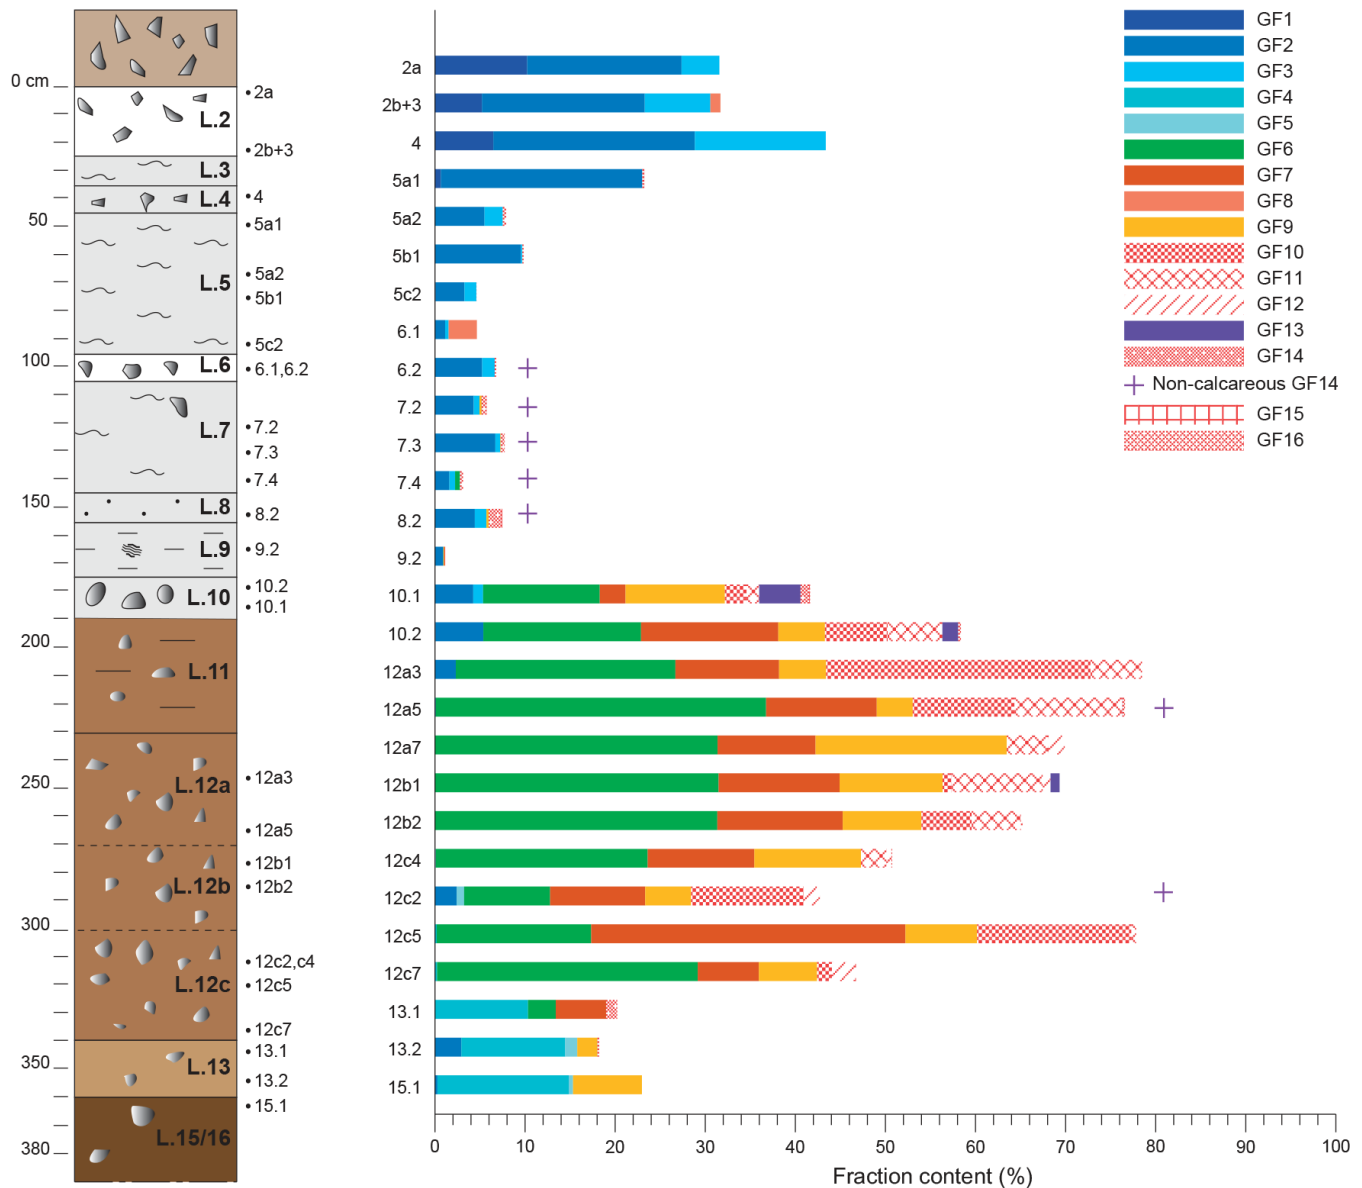 0 cm
50
100
150
200
250
300
350
380
L.2
L.3
L.4
L.5
L.6
L.7
L.8
L.9
L.10
L.11
L.12a
L.12b
L.12c
L.13
L.15/16
2a
2b+3
4
5a1
5a2
5b1
5c2
6.1,6.2
7.2
7.3
7.4
8.2
9.2
10.2
10.1
12a3
12a5
12b1
12b2
12c2,c4
12c5
12c7
13.1
13.2
15.1
2a
2b+3
4
5a1
5a2
5b1
5c2
6.1
6.2
7.2
7.3
7.4
8.2
9.2
10.1
10.2
12a3
12a5
12a7
12b1
12b2
12c4
12c2
12c5
12c7
13.1
13.2
15.1
0 10 20 30 40 50 60 70 80 90 100
Fraction content (%)
GF1
GF2
GF3
GF4
GF5
GF6
GF7
GF8
GF9
GF10
GF11
GF12
GF13
GF14
Non-calcareous GF14
GF15
GF16